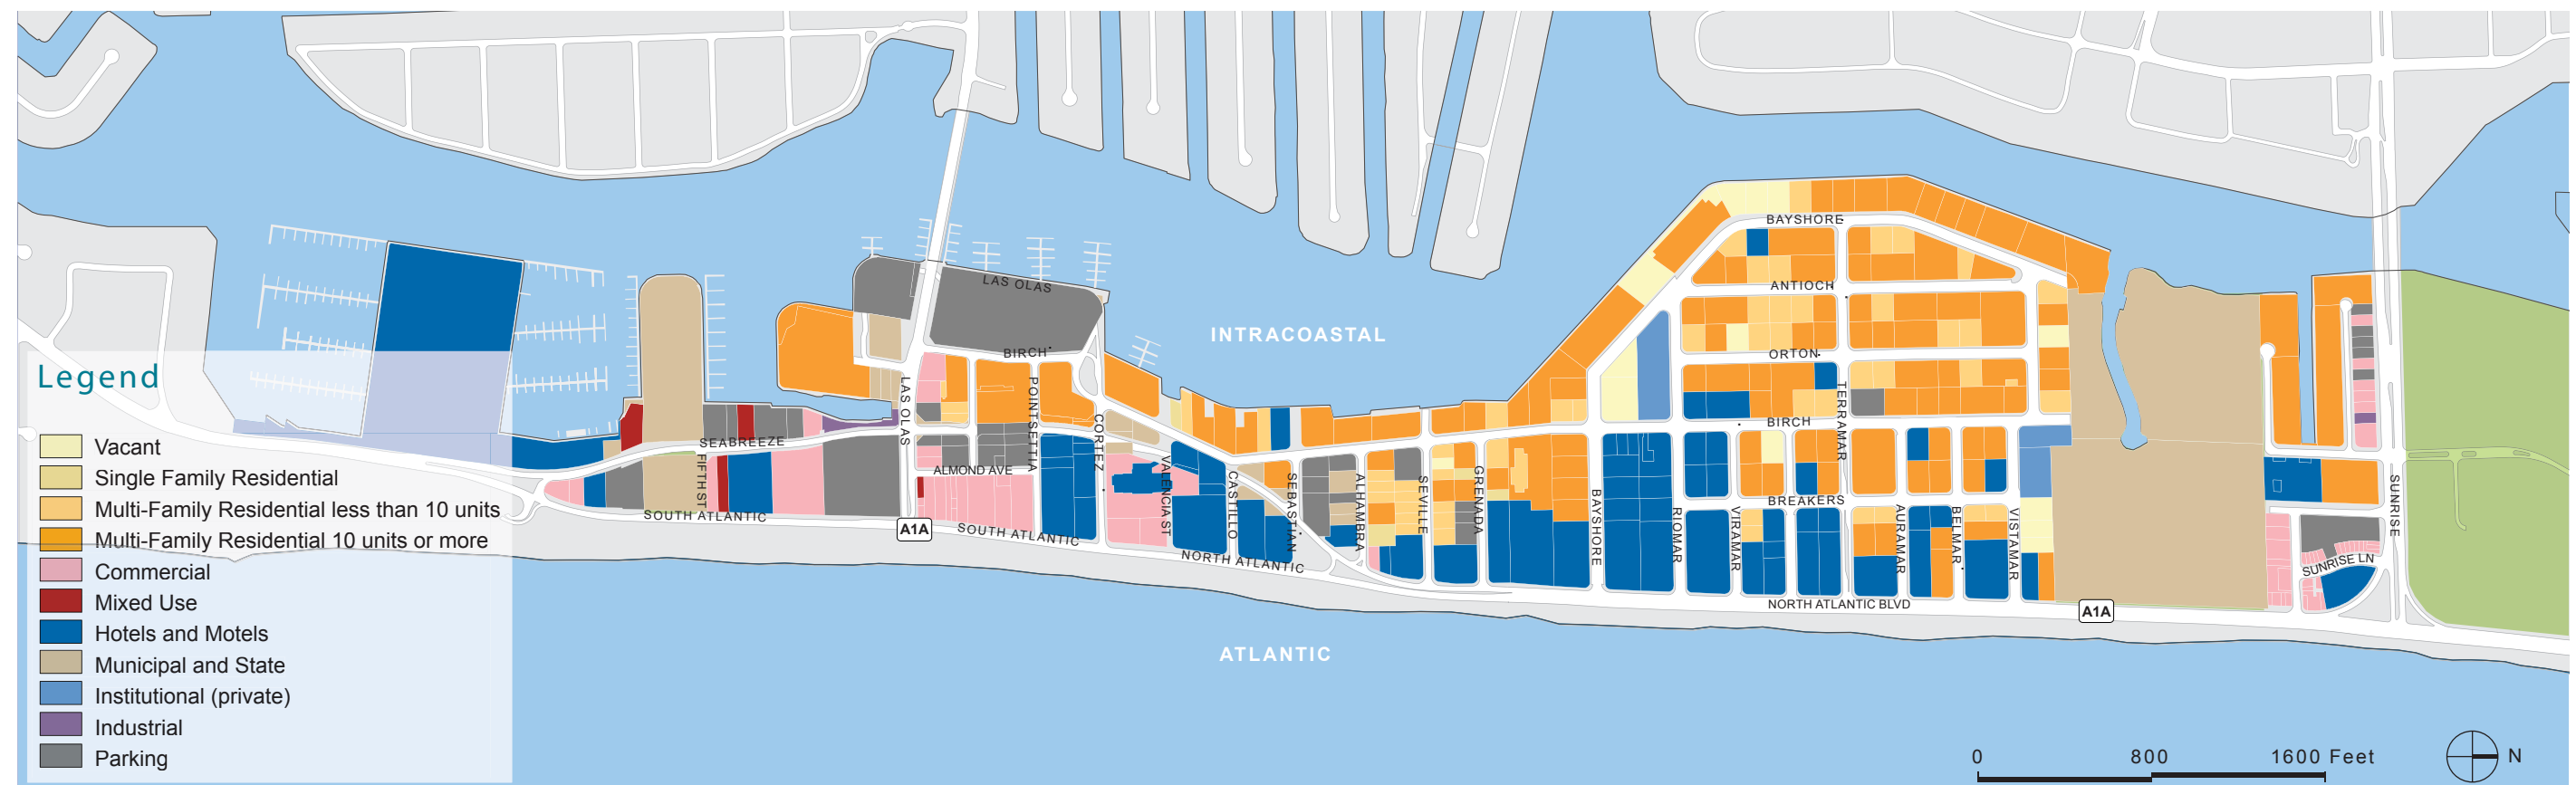 BAYSHORE
ANTIOCH
LAS OLAS
INTRACOASTAL
BIRCH
ORTON
Legend
LAS OLAS
POINTSETTIA
CORTEZ
TERRAMAR
BIRCH
SEABREEZE
Vacant
FIFTH ST
ALMOND AVE
VALENCIA ST
CASTILLO
SEBASTIAN
ALHAMBRA
SEVILLE
GRENADA
BAYSHORE
BREAKERS
SUNRISE
Single Family Residential
Multi-Family Residential less than 10 units
SOUTH ATLANTIC
A1A
SOUTH ATLANTIC
RIOMAR
VIRAMAR
AURAMAR
BELMAR
VISTAMAR
Multi-Family Residential 10 units or more
NORTH ATLANTIC
SUNRISE LN
Commercial
Mixed Use
NORTH ATLANTIC BLVD
A1A
Hotels and Motels
ATLANTIC
Municipal and State
Institutional (private)
Industrial
Parking
0 800 1600 Feet
N